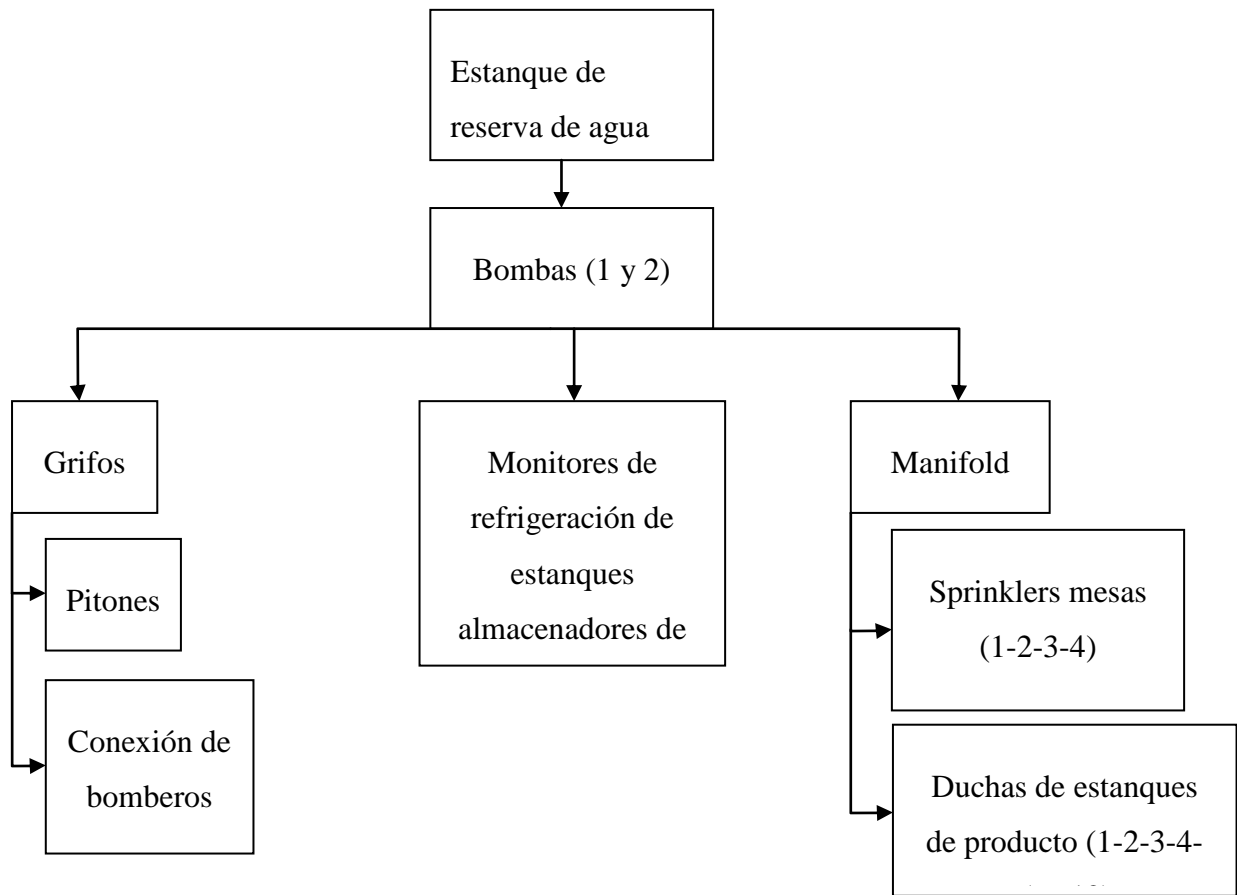 Estanque de
reserva de agua
Bombas (1 y 2)
Grifos
Monitores de
refrigeración de
estanques
almacenadores de
Manifold
Pitones
Sprinklers mesas
(1-2-3-4)
Conexión de
bomberos
Duchas de estanques
de producto (1-2-3-4-